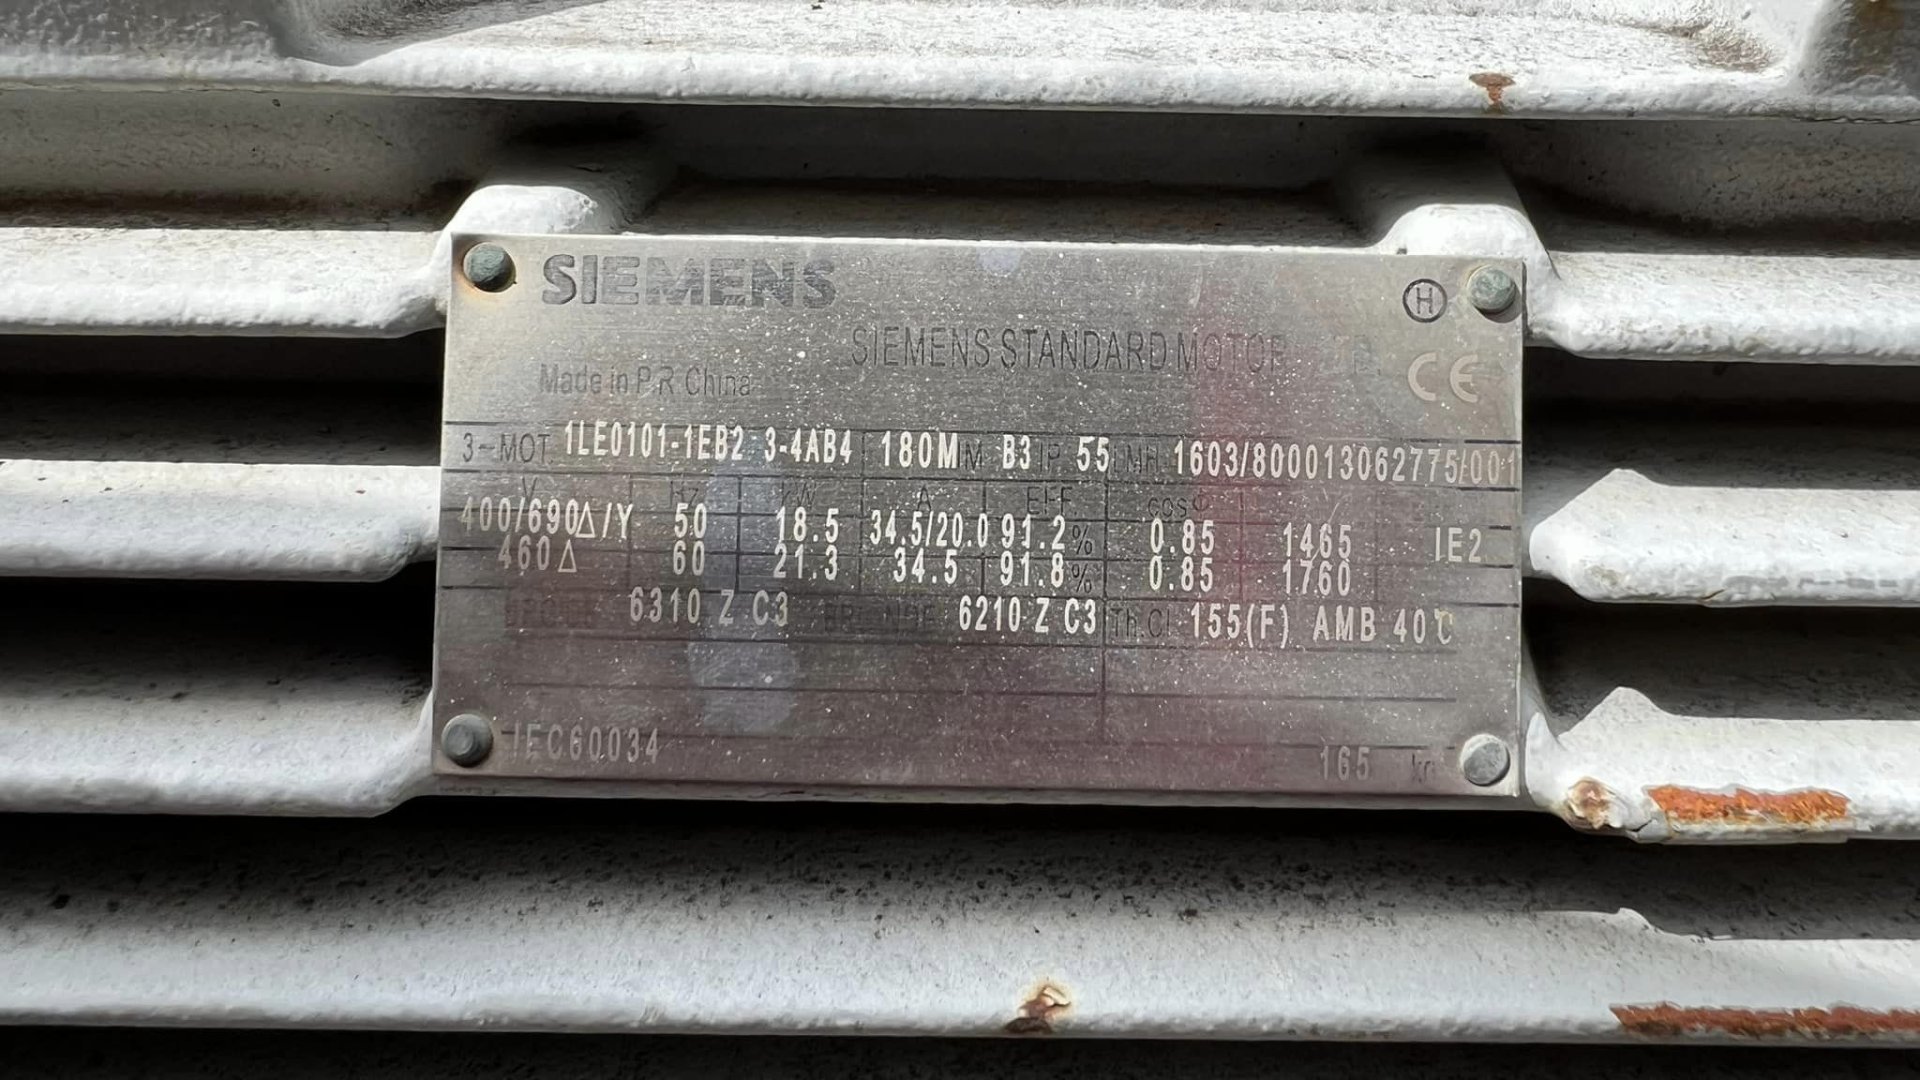 SIEMENS
H
SIEMENS STANDARD MOTOR
CE
Made in P.R.China
3~MOT. 1LE0101-1EB2 3-4AB4 180M IM B3 IP 55 NR. 1603/800013062775/001
V Hz kW A EFF cosΦ
400/690Δ/Y 50 18.5 34.5/20.0 91.2% 0.85 1465 IE2
460Δ 60 21.3 34.5 91.8% 0.85 1760
6310 Z C3 6210 Z C3 Th.Cl. 155(F) AMB 40℃
IEC60034 165 kg